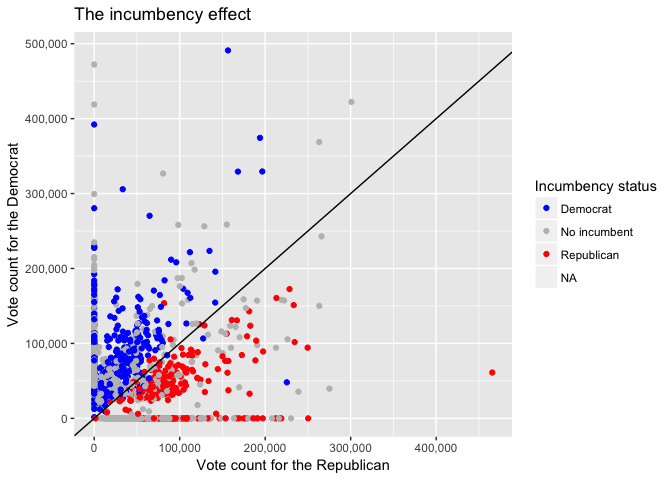 The incumbency effect
500,000
400,000
300,000
200,000
100,000
0
Vote count for the Democrat
0
100,000
200,000
300,000
400,000
Vote count for the Republican
Incumbency status
Democrat
No incumbent
Republican
NA